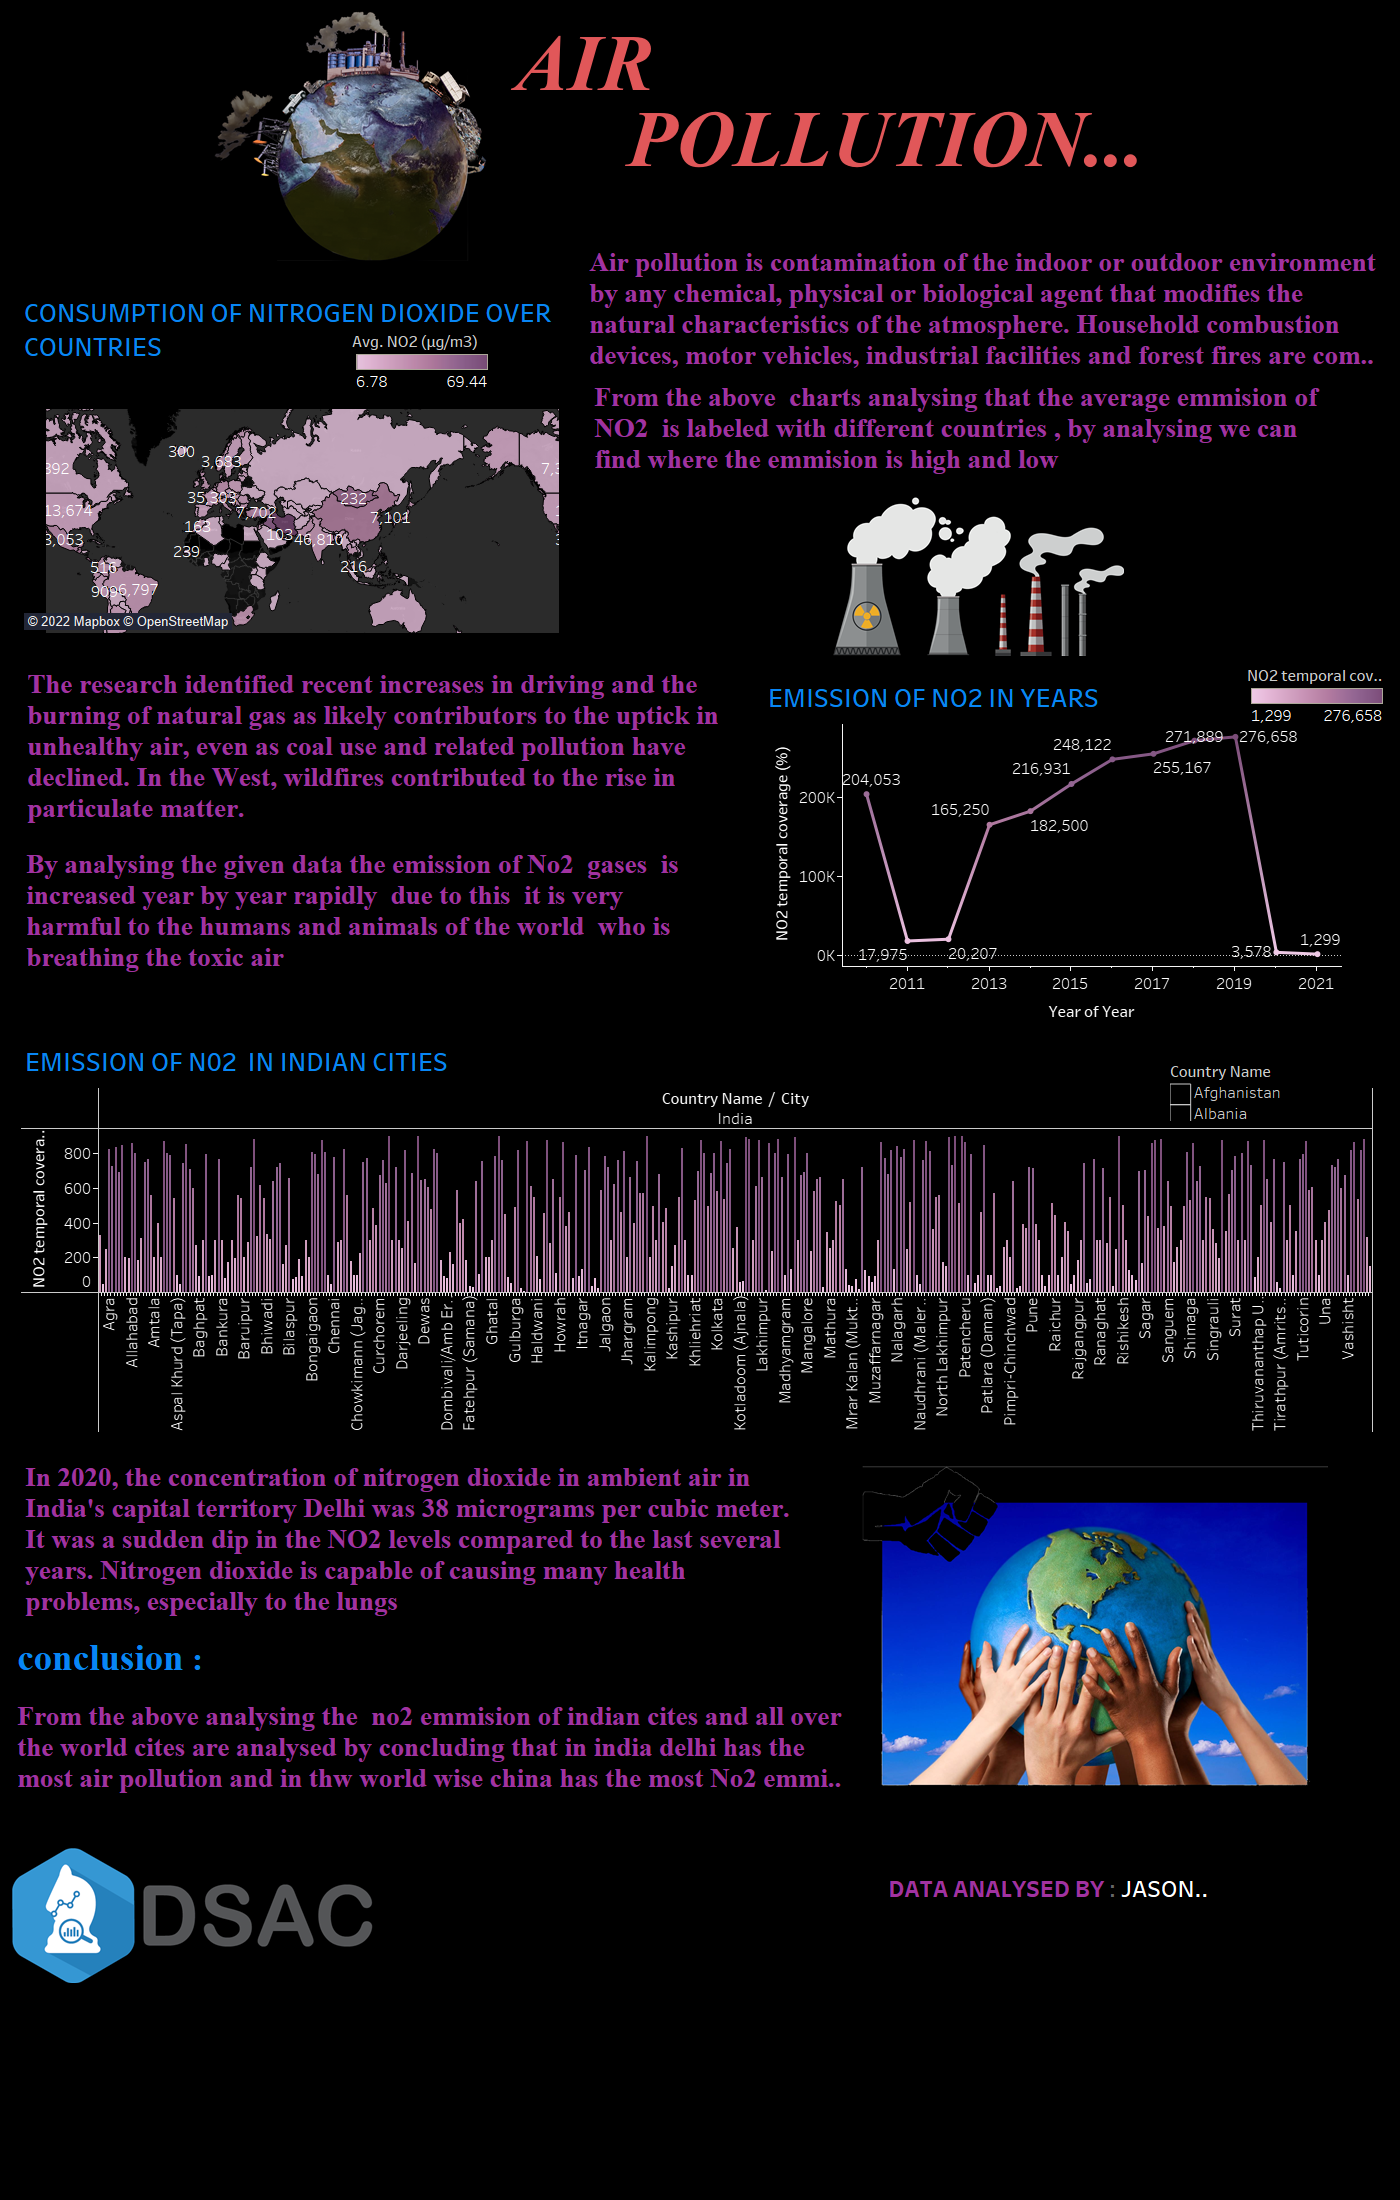 AIR
POLLUTION...
Air pollution is contamination of the indoor or outdoor environment
by any chemical, physical or biological agent that modifies the
natural characteristics of the atmosphere. Household combustion
devices, motor vehicles, industrial facilities and forest fires are com..
From the above charts analysing that the average emmision of
NO2 is labeled with different countries , by analysing we can
find where the emmision is high and low
CONSUMPTION OF NITROGEN DIOXIDE OVER
COUNTRIES
Avg. NO2 (µg/m3)
6.78 69.44
392
300
3,683
13,674
35,303
7,702
232
7,101
3,053
163
103
46,810
239
516
216
909
6,797
© 2022 Mapbox © OpenStreetMap
The research identified recent increases in driving and the
burning of natural gas as likely contributors to the uptick in
unhealthy air, even as coal use and related pollution have
declined. In the West, wildfires contributed to the rise in
particulate matter.
By analysing the given data the emission of No2 gases is
increased year by year rapidly due to this it is very
harmful to the humans and animals of the world who is
breathing the toxic air
EMISSION OF NO2 IN YEARS
NO2 temporal cov..
1,299 276,658
NO2 temporal coverage (%)
200K
100K
0K
204,053
17,975
20,207
165,250
182,500
216,931
248,122
255,167
271,889
276,658
3,578
1,299
2011 2013 2015 2017 2019 2021
Year of Year
EMISSION OF N02 IN INDIAN CITIES
Country Name
Afghanistan
Albania
Country Name / City
India
NO2 temporal covera..
800
600
400
200
0
Agra
Allahabad
Amtala
Aspal Khurd (Tapa)
Baghpat
Bankura
Baruipur
Bhiwadi
Bilaspur
Bongaigaon
Chennai
Chowkimann (Jag..
Curchorem
Darjeeling
Dewas
Dombivali/Amb Er..
Fatehpur (Samana)
Ghatal
Gulburga
Haldwani
Howrah
Itnagar
Jalgaon
Jhargram
Kalimpong
Kashipur
Khliehriat
Kolkata
Kotladoom (Ajnala)
Lakhimpur
Madhyamgram
Mangalore
Mathura
Mrar Kalan (Mukt..
Muzaffarnagar
Nalagarh
Naudhrani (Maler..
North Lakhimpur
Patencheru
Patlara (Daman)
Pimpri-Chinchwad
Pune
Raichur
Rajgangpur
Ranaghat
Rishikesh
Sagar
Sanguem
Shimaga
Singrauli
Surat
Thiruvananthap U..
Tirathpur (Amrits..
Tuticorin
Una
Vashisht
In 2020, the concentration of nitrogen dioxide in ambient air in
India's capital territory Delhi was 38 micrograms per cubic meter.
It was a sudden dip in the NO2 levels compared to the last several
years. Nitrogen dioxide is capable of causing many health
problems, especially to the lungs
conclusion :
From the above analysing the no2 emmision of indian cites and all over
the world cites are analysed by concluding that in india delhi has the
most air pollution and in thw world wise china has the most No2 emmi..
DSAC
DATA ANALYSED BY : JASON..